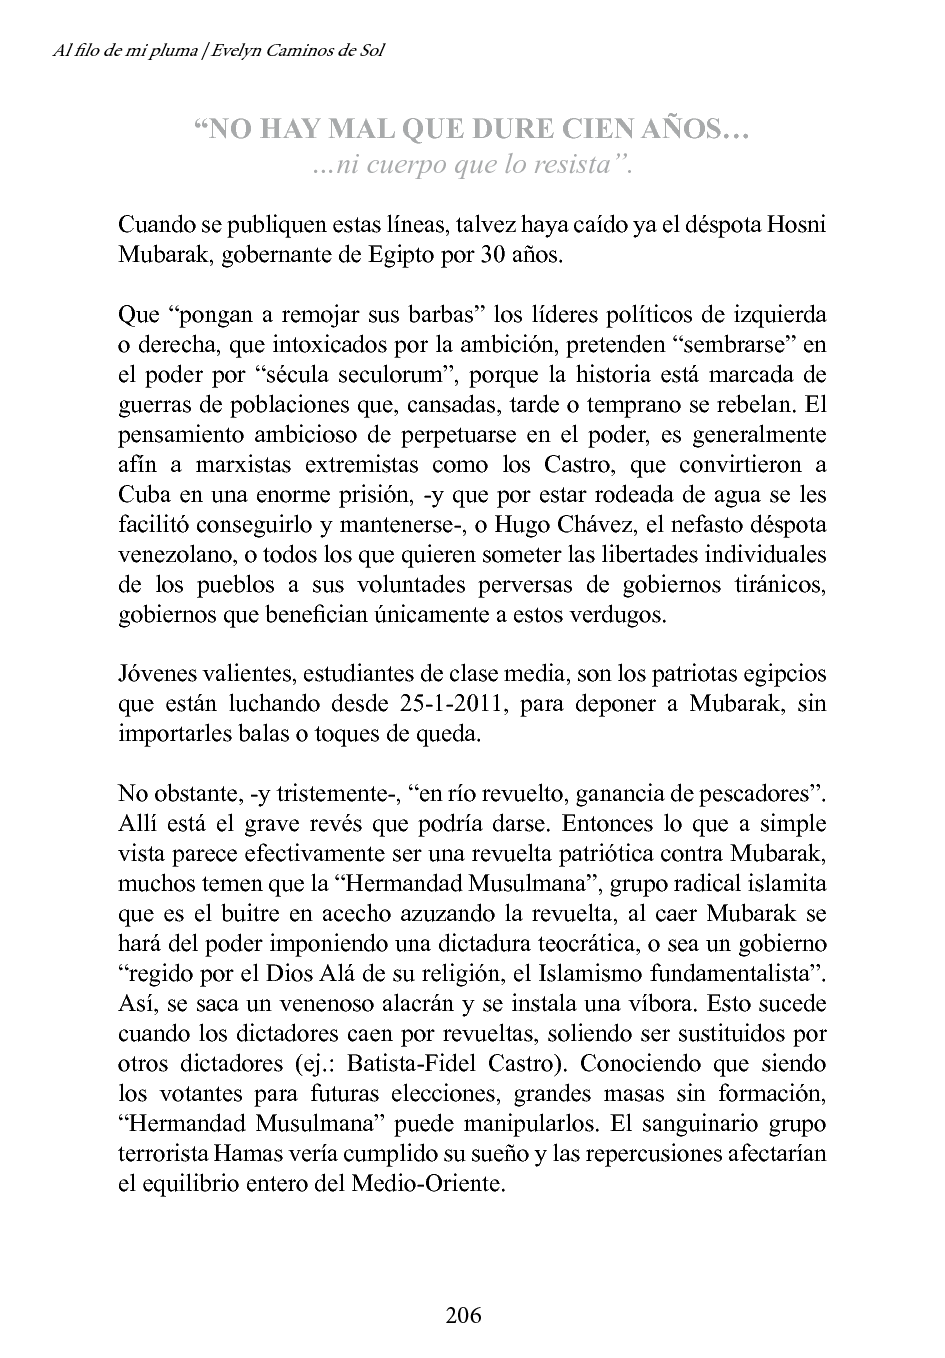 Al filo de mi pluma / Evelyn Caminos de Sol
“NO HAY MAL QUE DURE CIEN AÑOS…
...ni cuerpo que lo resista”.
Cuando se publiquen estas líneas, talvez haya caído ya el déspota Hosni
Mubarak, gobernante de Egipto por 30 años.
Que “pongan a remojar sus barbas” los líderes políticos de izquierda
o derecha, que intoxicados por la ambición, pretenden “sembrarse” en
el poder por “sécula seculorum”, porque la historia está marcada de
guerras de poblaciones que, cansadas, tarde o temprano se rebelan. El
pensamiento ambicioso de perpetuarse en el poder, es generalmente
afín a marxistas extremistas como los Castro, que convirtieron a
Cuba en una enorme prisión, -y que por estar rodeada de agua se les
facilitó conseguirlo y mantenerse-, o Hugo Chávez, el nefasto déspota
venezolano, o todos los que quieren someter las libertades individuales
de los pueblos a sus voluntades perversas de gobiernos tiránicos,
gobiernos que benefician únicamente a estos verdugos.
Jóvenes valientes, estudiantes de clase media, son los patriotas egipcios
que están luchando desde 25-1-2011, para deponer a Mubarak, sin
importarles balas o toques de queda.
No obstante, -y tristemente-, “en río revuelto, ganancia de pescadores”.
Allí está el grave revés que podría darse. Entonces lo que a simple
vista parece efectivamente ser una revuelta patriótica contra Mubarak,
muchos temen que la “Hermandad Musulmana”, grupo radical islamita
que es el buitre en acecho azuzando la revuelta, al caer Mubarak se
hará del poder imponiendo una dictadura teocrática, o sea un gobierno
“regido por el Dios Alá de su religión, el Islamismo fundamentalista”.
Así, se saca un venenoso alacrán y se instala una víbora. Esto sucede
cuando los dictadores caen por revueltas, soliendo ser sustituidos por
otros dictadores (ej.: Batista-Fidel Castro). Conociendo que siendo
los votantes para futuras elecciones, grandes masas sin formación,
“Hermandad Musulmana” puede manipularlos. El sanguinario grupo
terrorista Hamas vería cumplido su sueño y las repercusiones afectarían
el equilibrio entero del Medio-Oriente.
206